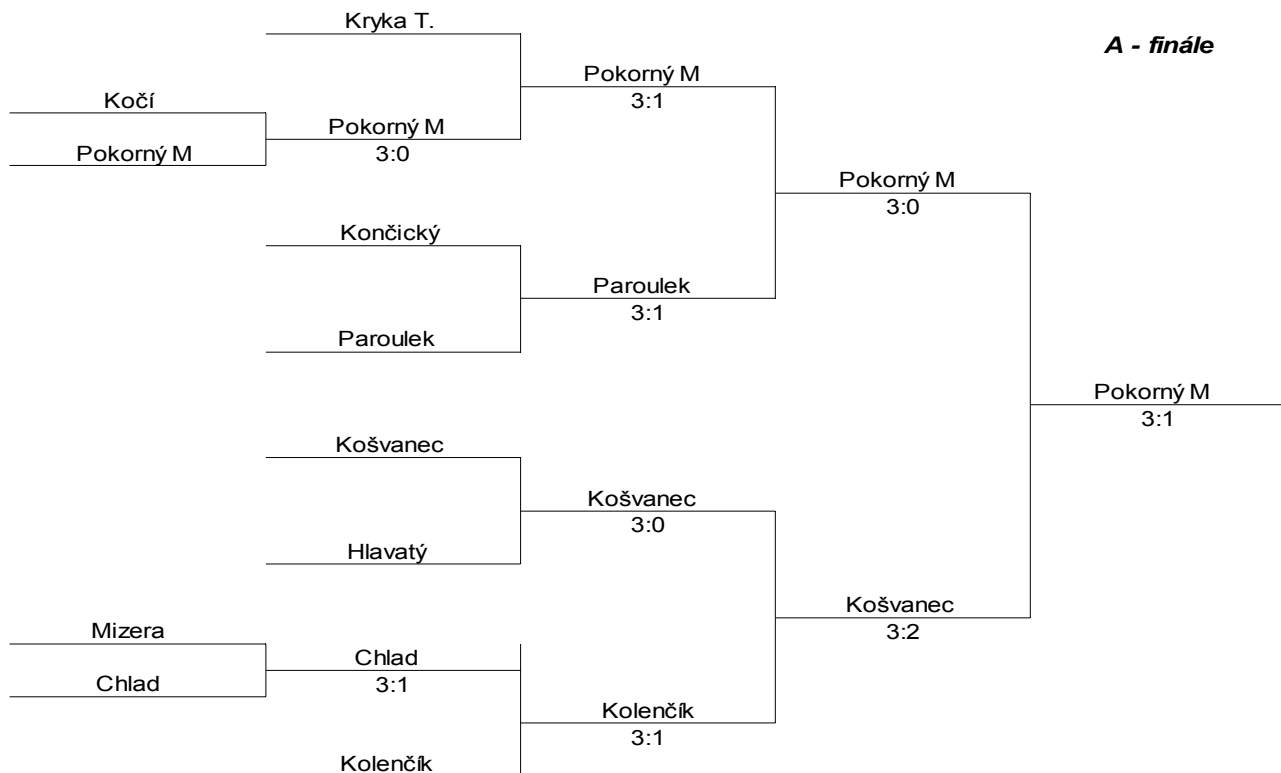 Kryka T.
A - finále
Pokorný M
3:1
Kočí
Pokorný M
3:0
Pokorný M
Pokorný M
3:0
Končický
Paroulek
3:1
Paroulek
Pokorný M
3:1
Košvanec
Košvanec
3:0
Hlavatý
Košvanec
3:2
Mizera
Chlad
3:1
Chlad
Kolenčík
3:1
Kolenčík